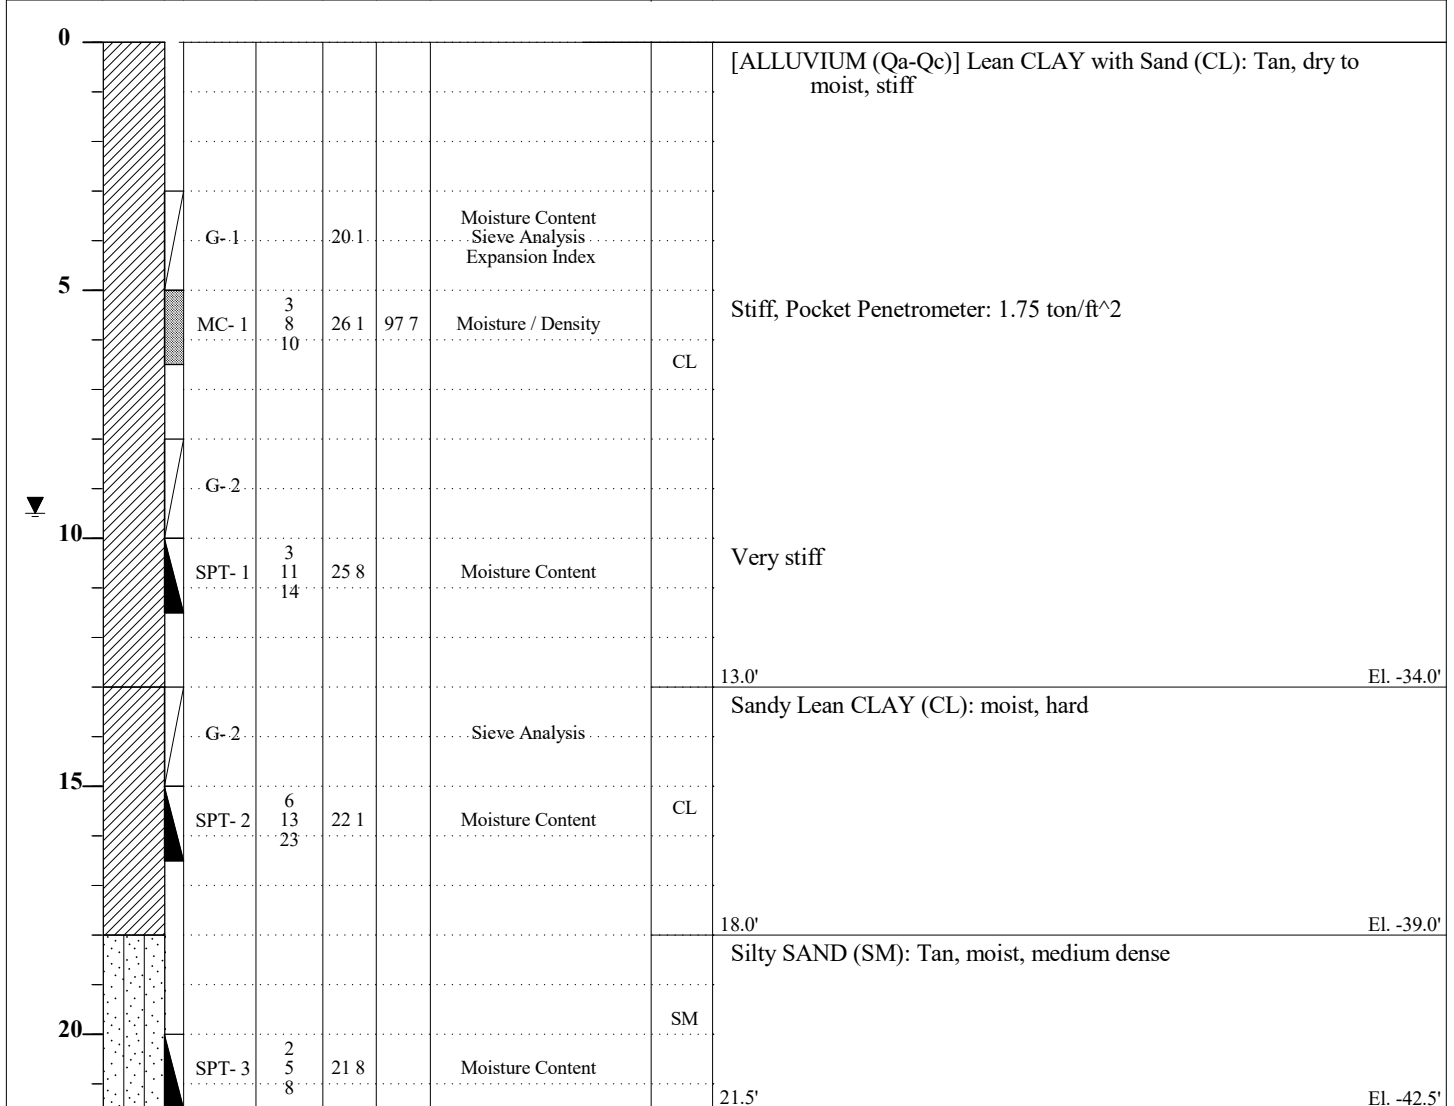 0
[ALLUVIUM (Qa-Qc)] Lean CLAY with Sand (CL): Tan, dry to
moist, stiff
G- 1
20 1
Moisture Content
Sieve Analysis
Expansion Index
5
MC- 1
3
8
10
26 1
97 7
Moisture / Density
Stiff, Pocket Penetrometer: 1.75 ton/ft^2
CL
G- 2
10
SPT- 1
3
11
14
25 8
Moisture Content
Very stiff
13.0'
El. -34.0'
Sandy Lean CLAY (CL): moist, hard
G- 2
Sieve Analysis
15
SPT- 2
6
13
23
22 1
Moisture Content
CL
18.0'
El. -39.0'
Silty SAND (SM): Tan, moist, medium dense
SM
20
SPT- 3
2
5
8
21 8
Moisture Content
21.5'
El. -42.5'